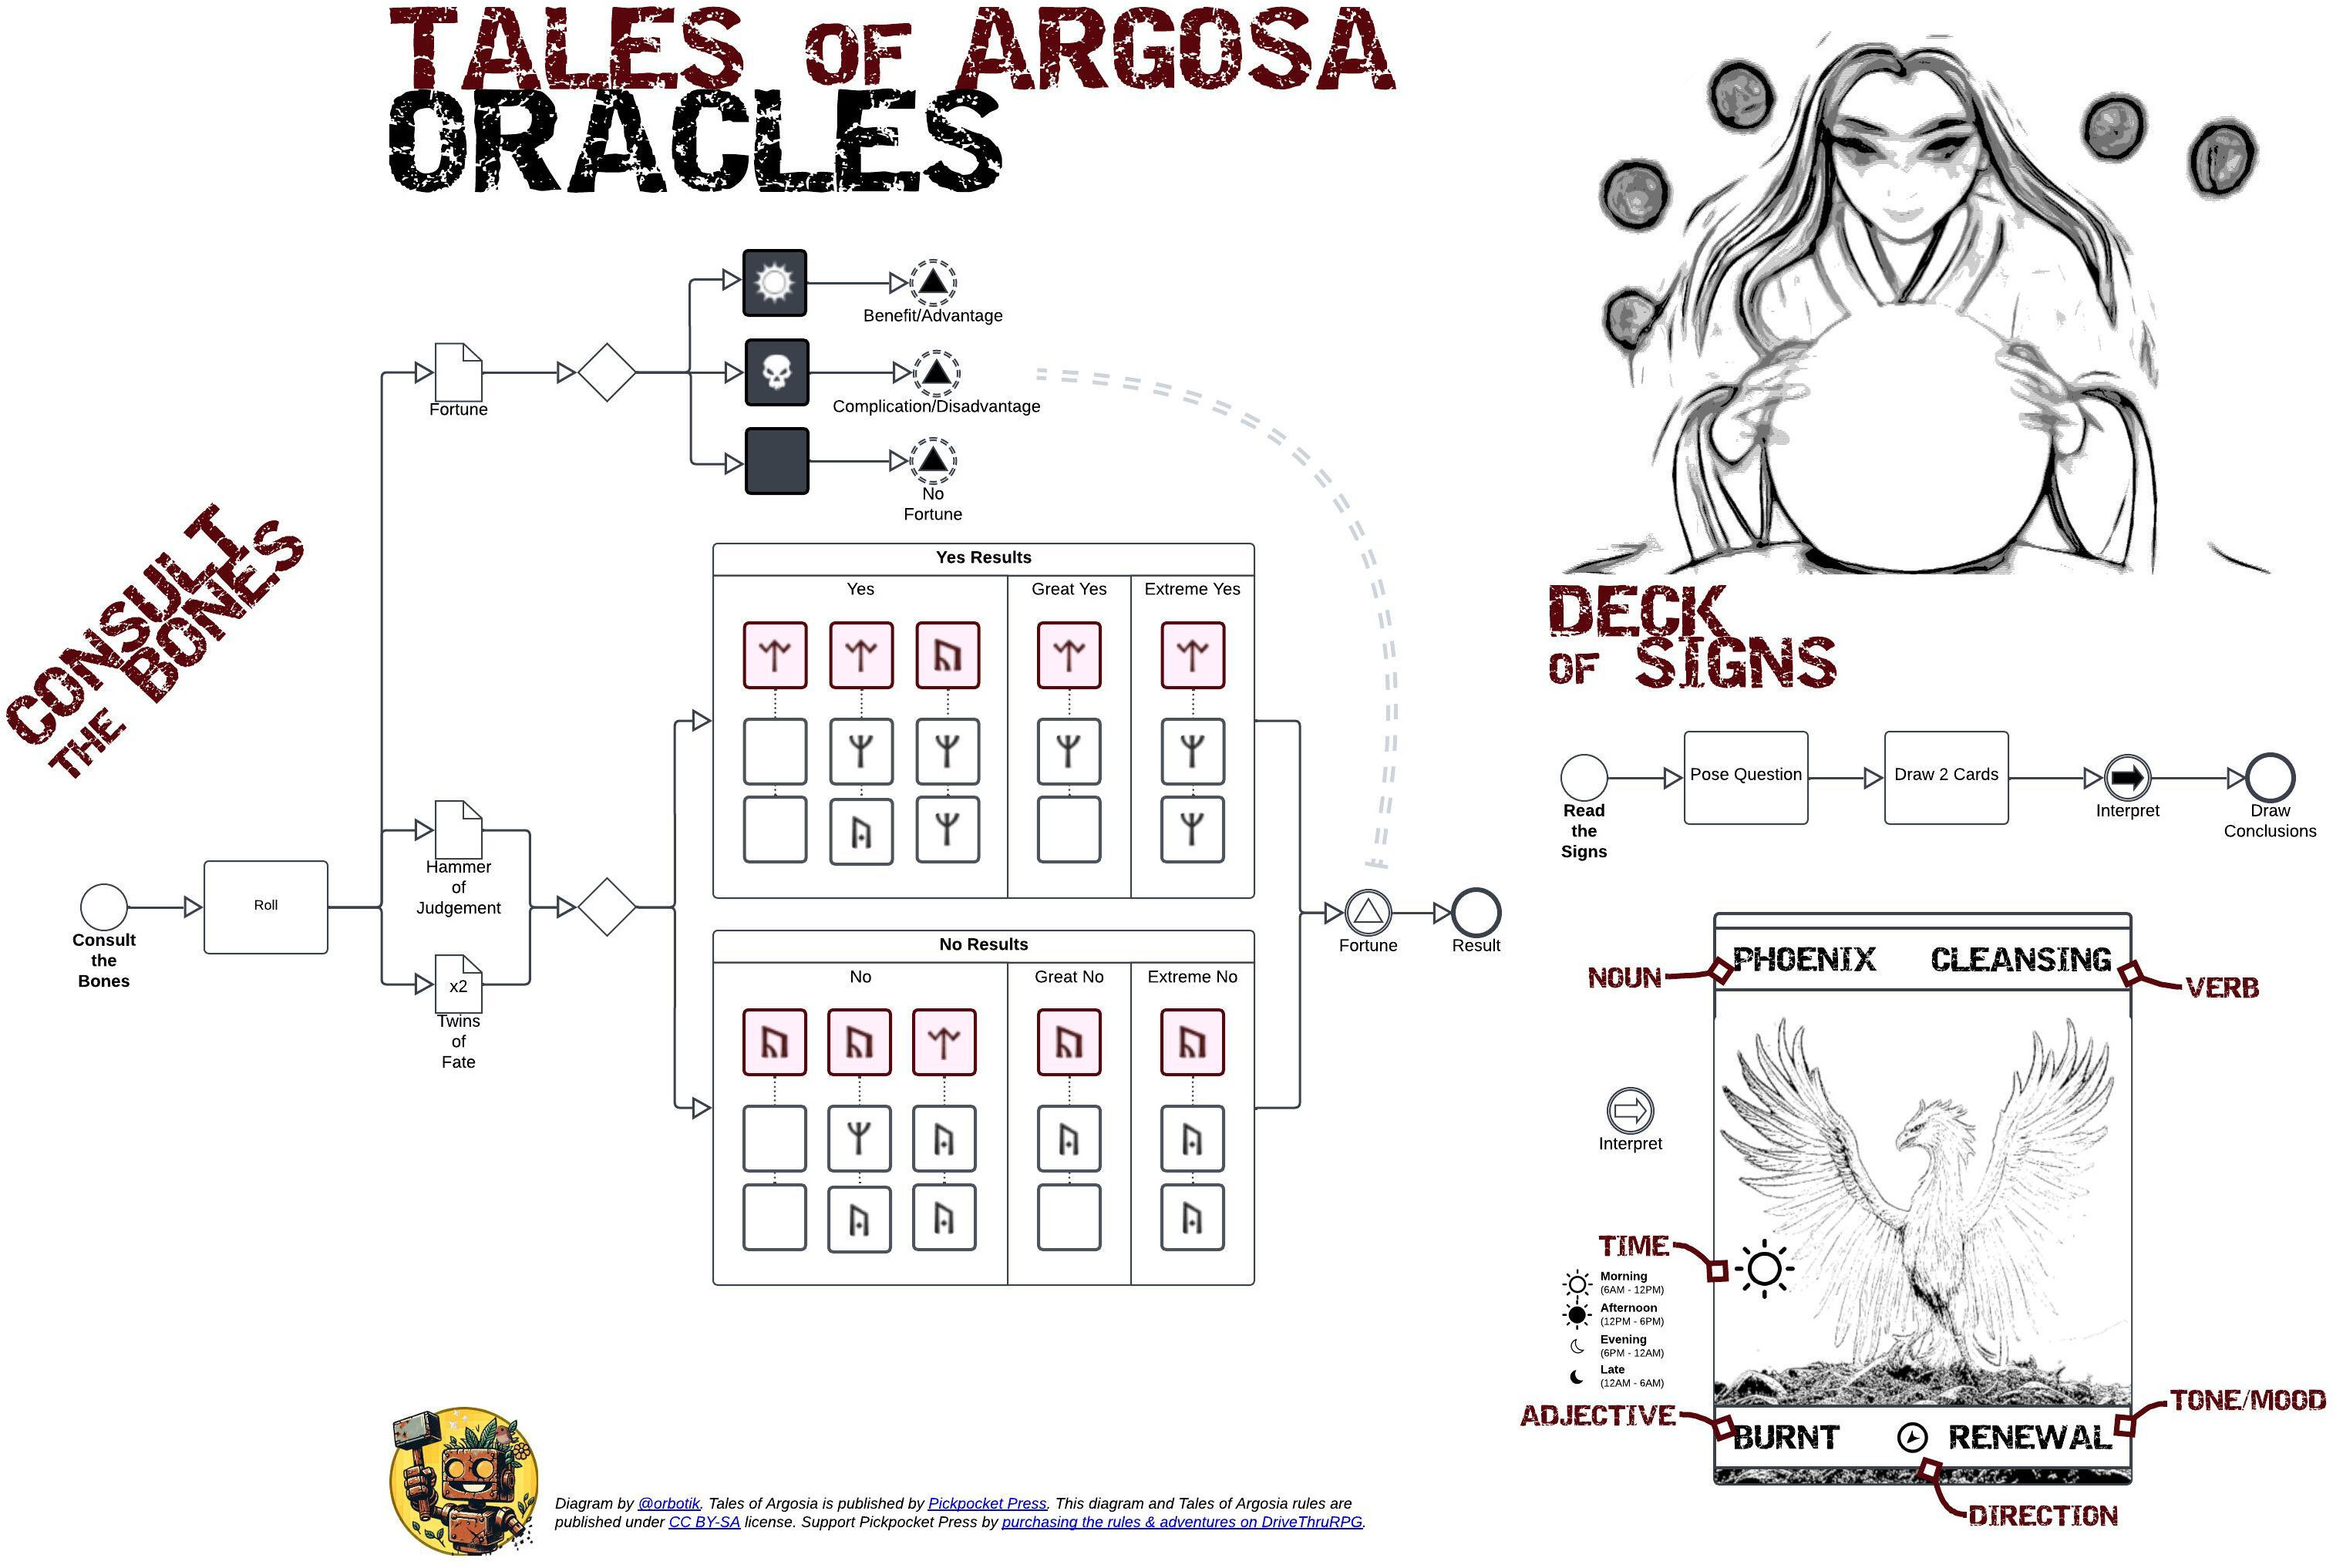 TALES OF ARGOSA
ORACLES
CONSULT
THE BONES
Benefit/Advantage
Fortune
Complication/Disadvantage
No
Fortune
Yes Results
Yes
Great Yes
Extreme Yes
Hammer
of
Judgement
Roll
Consult
the
Bones
x2
Twins
of
Fate
No Results
No
Great No
Extreme No
Fortune
Result
DECK
OF SIGNS
Read
the
Signs
Pose Question
Draw 2 Cards
Interpret
Draw
Conclusions
NOUN
PHOENIX
CLEANSING
VERB
Interpret
TIME
Morning
(6AM - 12PM)
Afternoon
(12PM - 6PM)
Evening
(6PM - 12AM)
Late
(12AM - 6AM)
ADJECTIVE
BURNT
RENEWAL
TONE/MOOD
DIRECTION
Diagram by @orbotik. Tales of Argosia is published by Pickpocket Press. This diagram and Tales of Argosia rules are
published under CC BY-SA license. Support Pickpocket Press by purchasing the rules & adventures on DriveThruRPG.